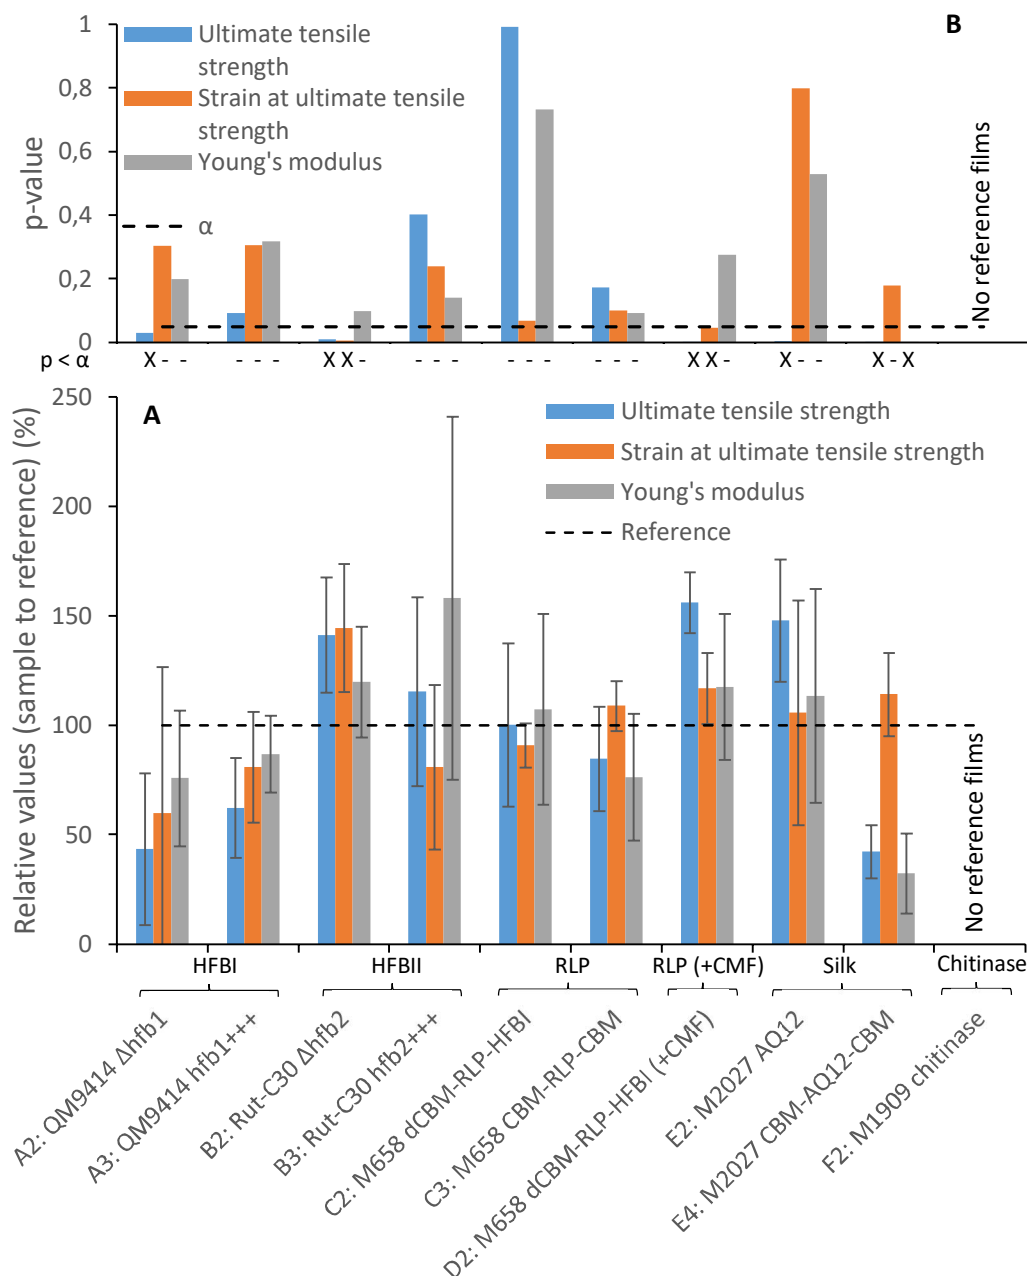 B
1
0,8
0,6
0,4
0,2
0
p-value
Ultimate tensile
strength
Strain at ultimate tensile
strength
Young's modulus
α
No reference films
p < α
X - -
- - -
X X -
- - -
- - -
- - -
X X -
X - -
X - X
A
250
200
150
100
50
0
Relative values (sample to reference) (%)
Ultimate tensile strength
Strain at ultimate tensile strength
Young's modulus
Reference
No reference films
HFBI
HFBII
RLP
RLP (+CMF)
Silk
Chitinase
A2: QM9414 Δhfb1
A3: QM9414 hfb1+++
B2: Rut-C30 Δhfb2
B3: Rut-C30 hfb2+++
C2: M658 dCBM-RLP-HFBI
C3: M658 CBM-RLP-CBM
D2: M658 dCBM-RLP-HFBI (+CMF)
E2: M2027 AQ12
E4: M2027 CBM-AQ12-CBM
F2: M1909 chitinase